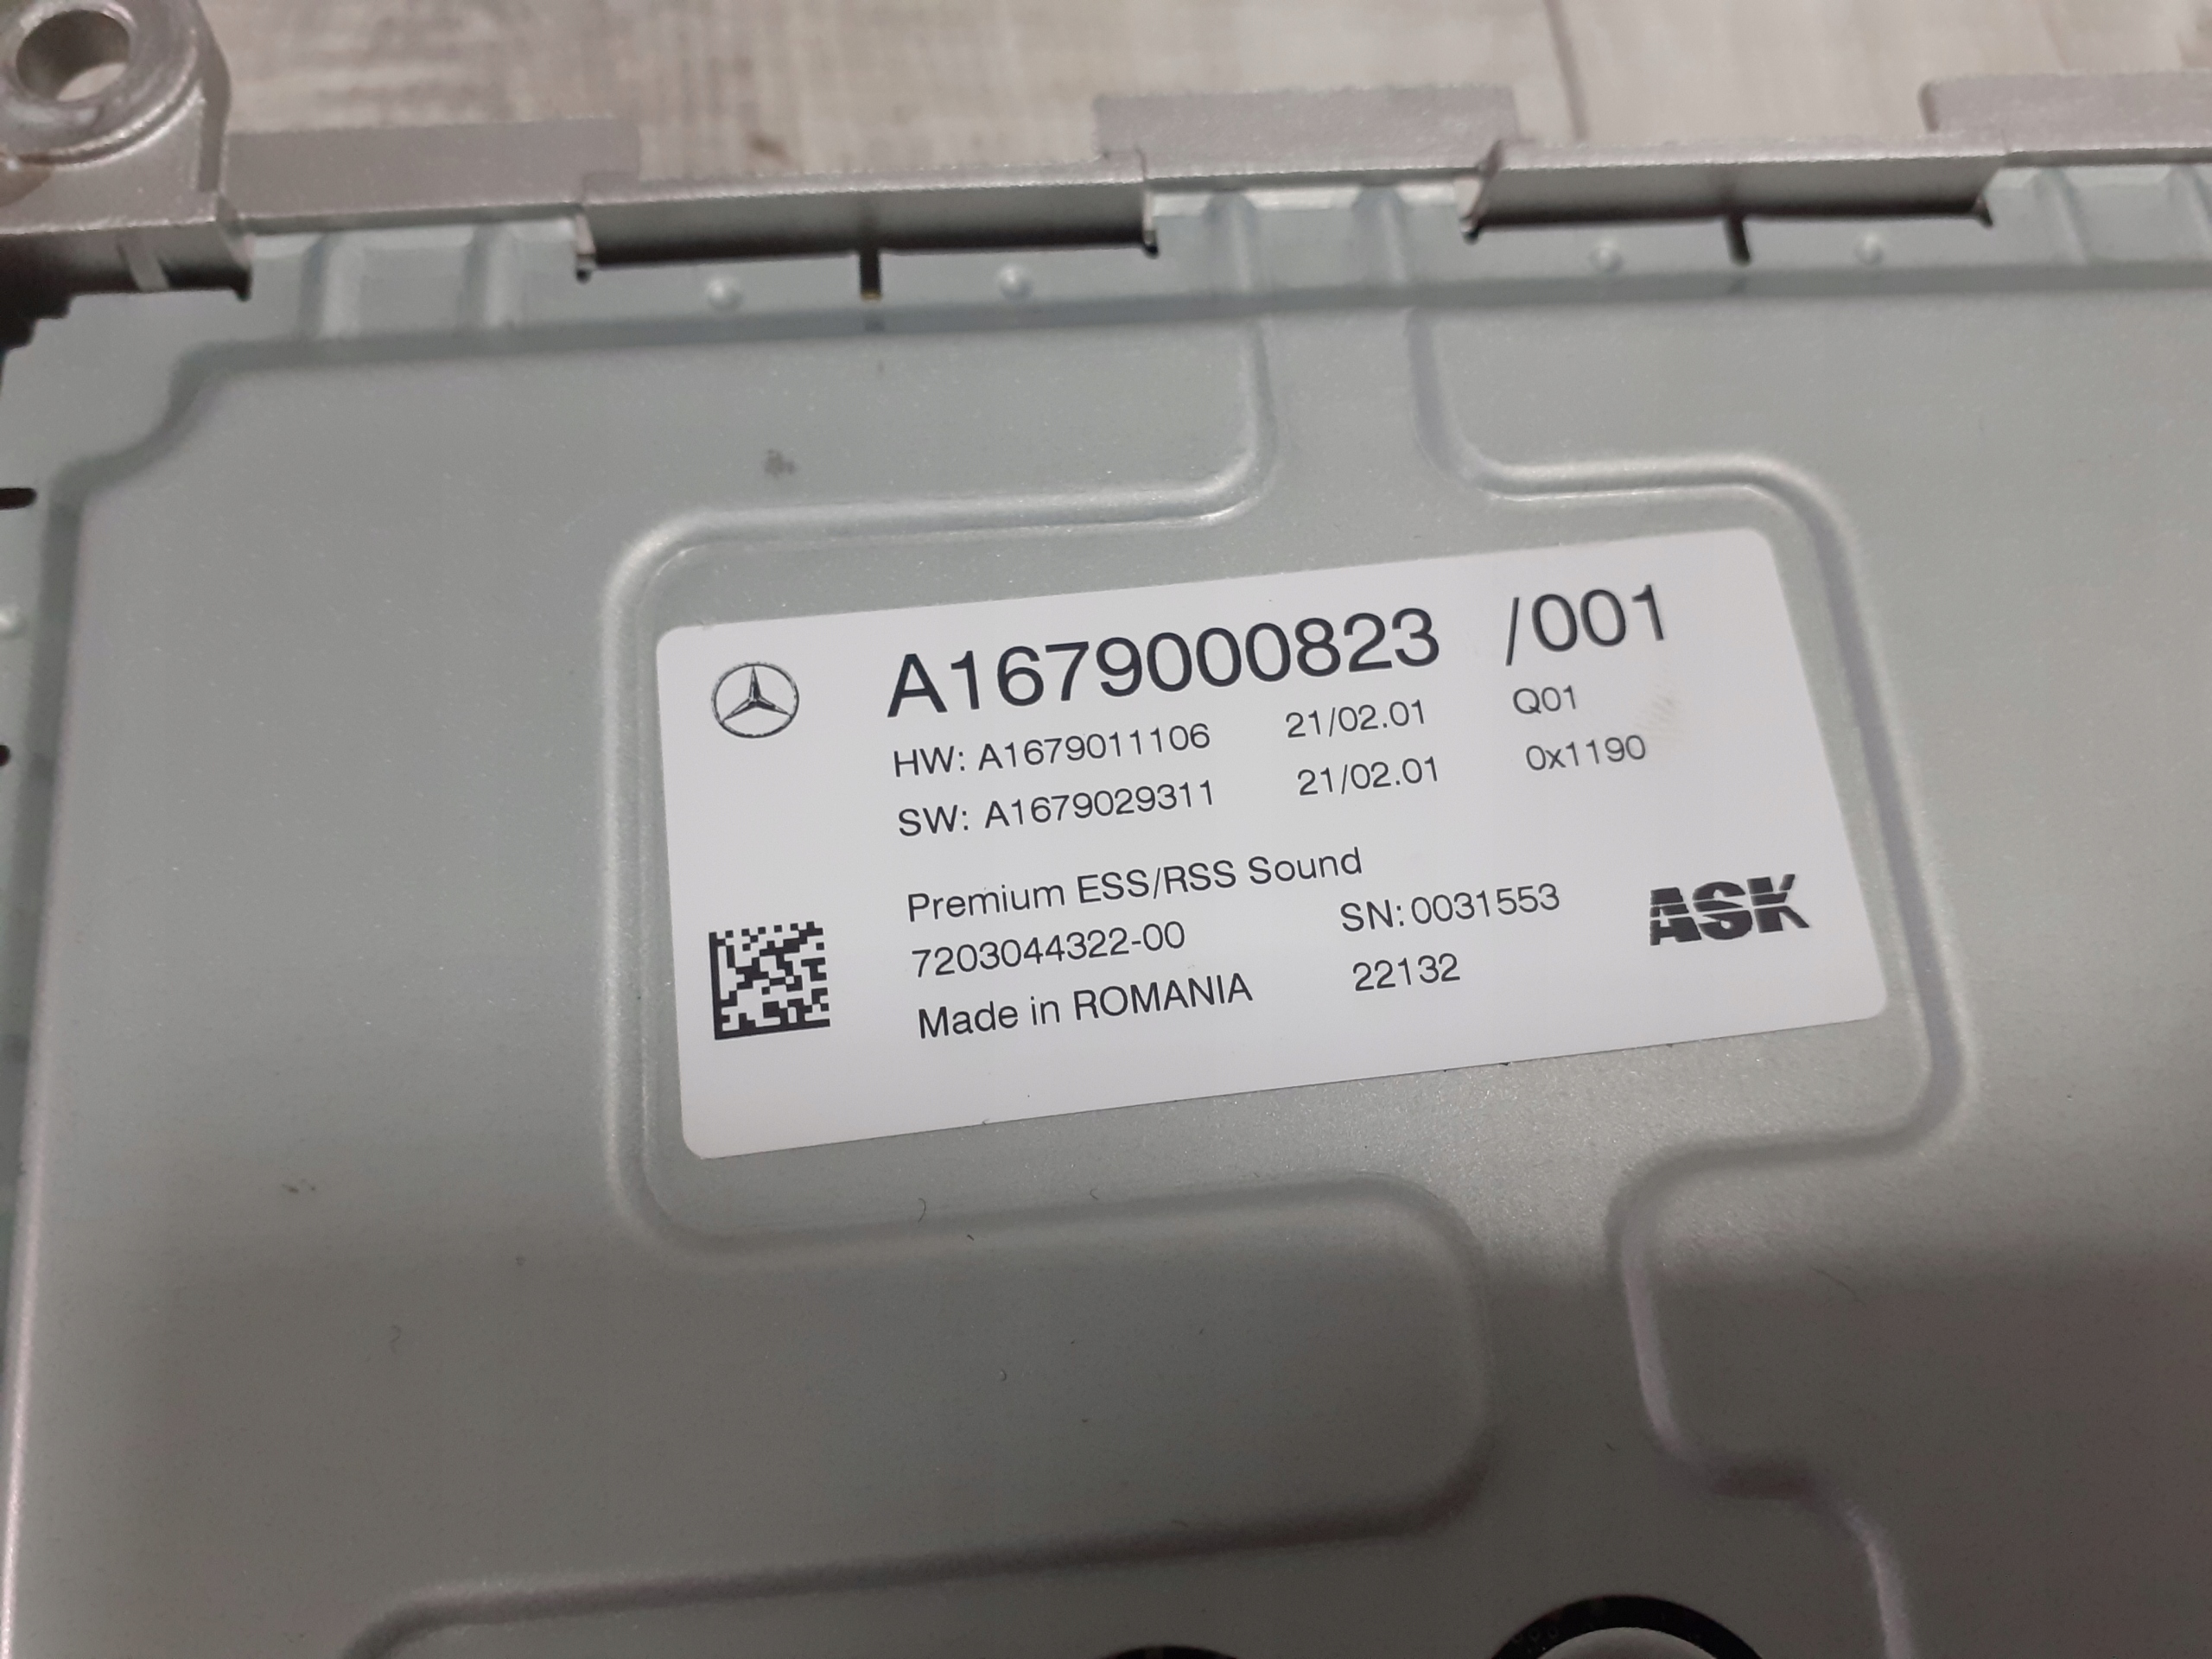 A1679000823 /001
HW: A1679011106 21/02.01 Q01
SW: A1679029311 21/02.01 0x1190
Premium ESS/RSS Sound
7203044322-00 SN:0031553
Made in ROMANIA 22132
ASK